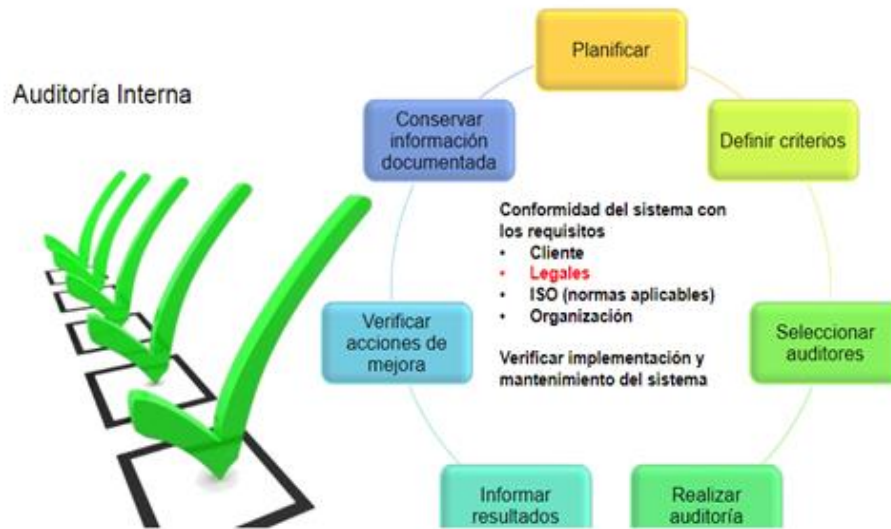 Auditoría Interna
Planificar
Definir criterios
Seleccionar
auditores
Realizar
auditoría
Informar
resultados
Verificar
acciones de
mejora
Conservar
información
documentada
Conformidad del sistema con
los requisitos
• Cliente
• Legales
• ISO (normas aplicables)
• Organización
Verificar implementación y
mantenimiento del sistema